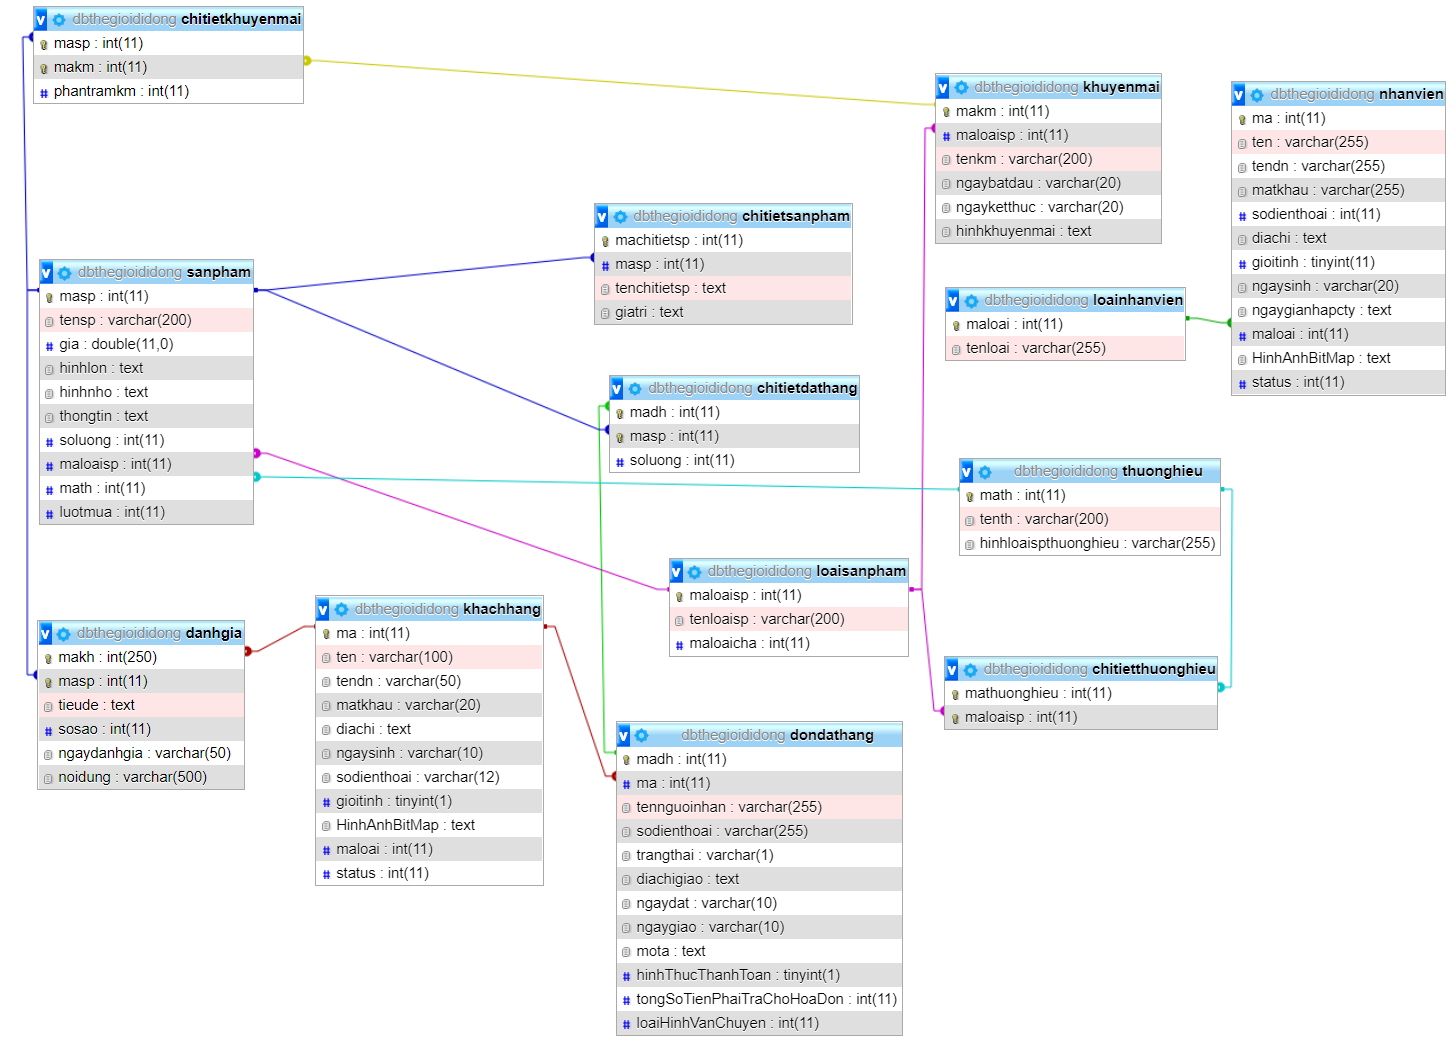 dbthegioididong chitietkhuyenmai
masp : int(11)
makm : int(11)
phantramkm : int(11)
dbthegioididong khuyenmai
makm : int(11)
maloaisp : int(11)
tenkm : varchar(200)
ngaybatdau : varchar(20)
ngayketthuc : varchar(20)
hinhkhuyenmai : text
dbthegioididong nhanvien
ma : int(11)
ten : varchar(255)
tendn : varchar(255)
matkhau : varchar(255)
sodienthoai : int(11)
diachi : text
gioitinh : tinyint(11)
ngaysinh : varchar(20)
ngaygianhapcty : text
maloai : int(11)
HinhAnhBitMap : text
status : int(11)
dbthegioididong chitietsanpham
machitietsp : int(11)
masp : int(11)
tenchitietsp : text
giatri : text
dbthegioididong sanpham
masp : int(11)
tensp : varchar(200)
gia : double(11,0)
hinhlon : text
hinhnho : text
thongtin : text
soluong : int(11)
maloaisp : int(11)
math : int(11)
luotmua : int(11)
dbthegioididong loainhanvien
maloai : int(11)
tenloai : varchar(255)
dbthegioididong chitietdathang
madh : int(11)
masp : int(11)
soluong : int(11)
dbthegioididong thuonghieu
math : int(11)
tenth : varchar(200)
hinhloaispthuonghieu : varchar(255)
dbthegioididong loaisanpham
maloaisp : int(11)
tenloaisp : varchar(200)
maloaicha : int(11)
dbthegioididong khachhang
ma : int(11)
ten : varchar(100)
tendn : varchar(50)
matkhau : varchar(20)
diachi : text
ngaysinh : varchar(10)
sodienthoai : varchar(12)
gioitinh : tinyint(1)
HinhAnhBitMap : text
maloai : int(11)
status : int(11)
dbthegioididong danhgia
makh : int(250)
masp : int(11)
tieude : text
sosao : int(11)
ngaydanhgia : varchar(50)
noidung : varchar(500)
dbthegioididong chitietthuonghieu
mathuonghieu : int(11)
maloaisp : int(11)
dbthegioididong dondathang
madh : int(11)
ma : int(11)
tennguoinhan : varchar(255)
sodienthoai : varchar(255)
trangthai : varchar(1)
diachigiao : text
ngaydat : varchar(10)
ngaygiao : varchar(10)
mota : text
hinhThucThanhToan : tinyint(1)
tongSoTienPhaiTraChoHoaDon : int(11)
loaiHinhVanChuyen : int(11)